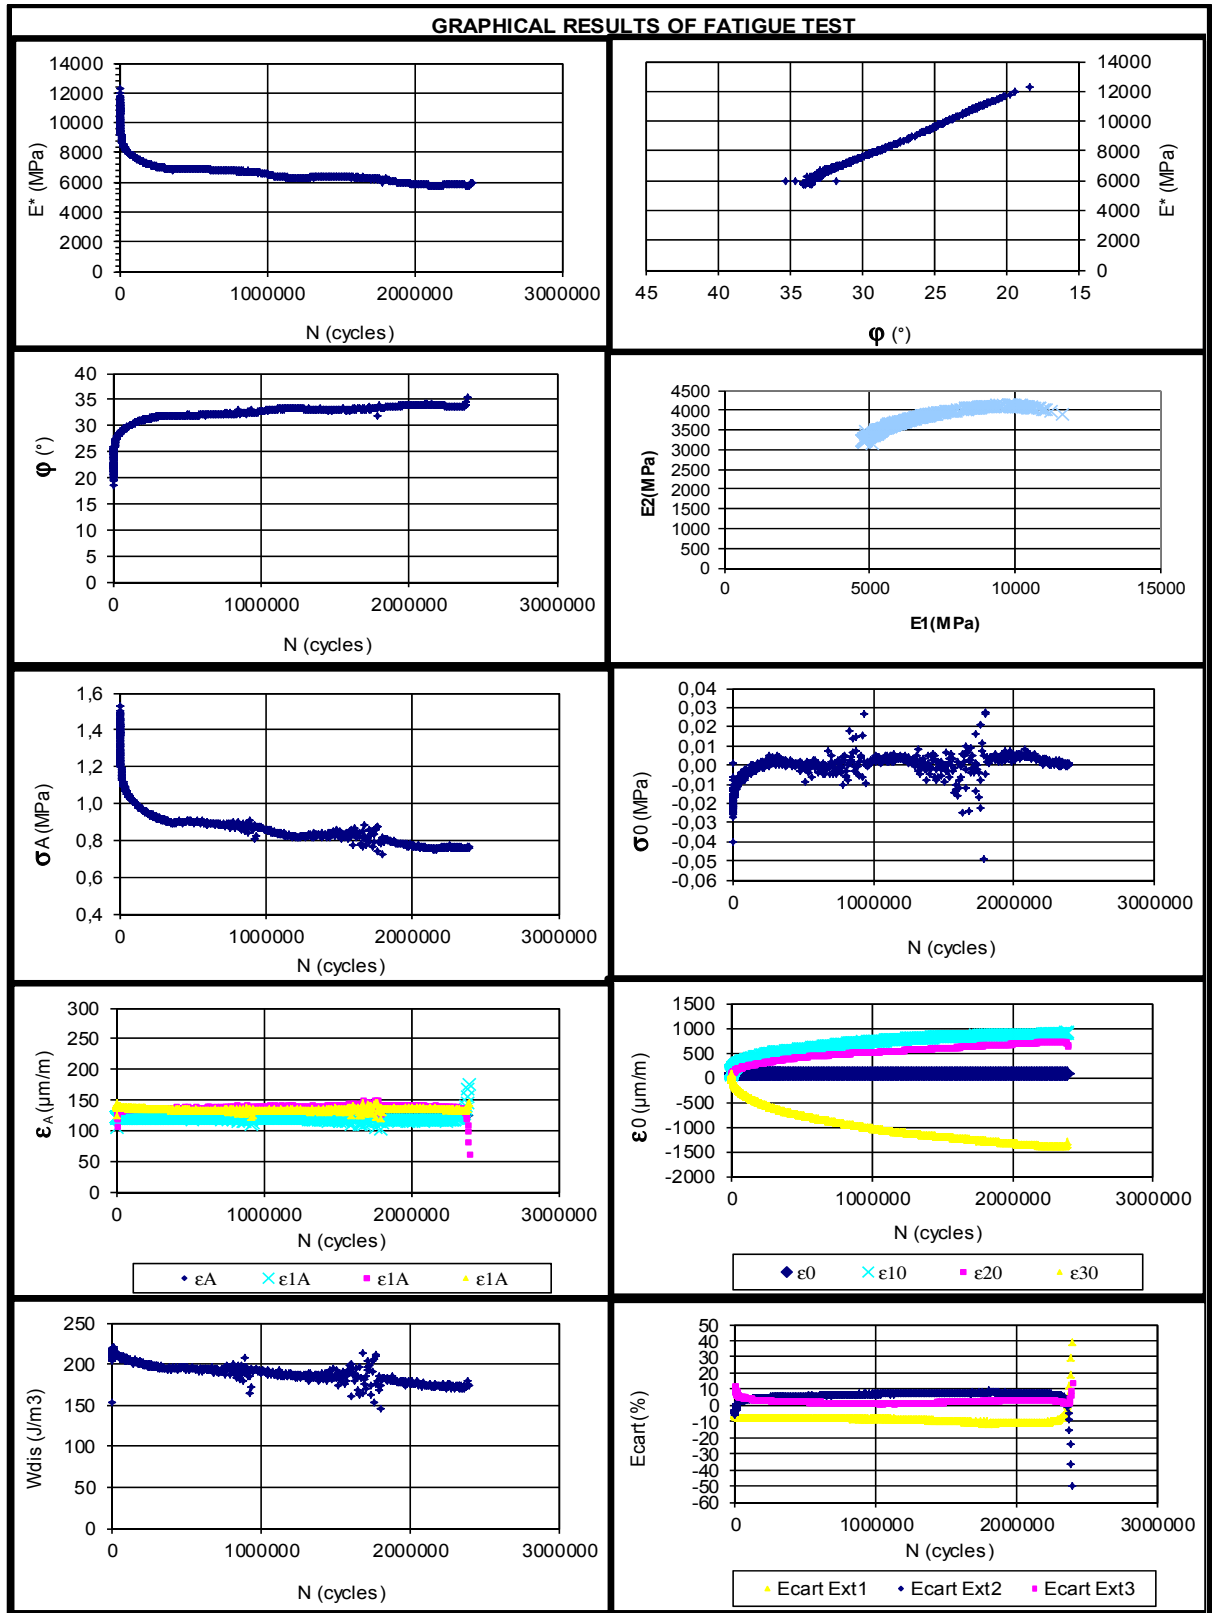 GRAPHICAL RESULTS OF FATIGUE TEST
E* (MPa)
14000
12000
10000
8000
6000
4000
2000
0
0 1000000 2000000 3000000
N (cycles)
14000
12000
10000
8000
6000
4000
2000
0
E* (MPa)
45 40 35 30 25 20 15
φ (°)
φ (°)
40
35
30
25
20
15
10
5
0
0 1000000 2000000 3000000
N (cycles)
E2(MPa)
4500
4000
3500
3000
2500
2000
1500
1000
500
0
0 5000 10000 15000
E1(MPa)
σA (MPa)
1,6
1,4
1,2
1,0
0,8
0,6
0,4
0 1000000 2000000 3000000
N (cycles)
σ0 (MPa)
0,04
0,03
0,02
0,01
0,00
-0,01
-0,02
-0,03
-0,04
-0,05
-0,06
0 1000000 2000000 3000000
N (cycles)
εA (µm/m)
300
250
200
150
100
50
0
0 1000000 2000000 3000000
N (cycles)
εA ε1A ε1A ε1A
ε0 (µm/m)
1500
1000
500
0
-500
-1000
-1500
-2000
0 1000000 2000000 3000000
N (cycles)
ε0 ε10 ε20 ε30
Wdis (J/m3)
250
200
150
100
50
0
0 1000000 2000000 3000000
N (cycles)
Ecart (%)
50
40
30
20
10
0
-10
-20
-30
-40
-50
-60
0 1000000 2000000 3000000
N (cycles)
Ecart Ext1 Ecart Ext2 Ecart Ext3